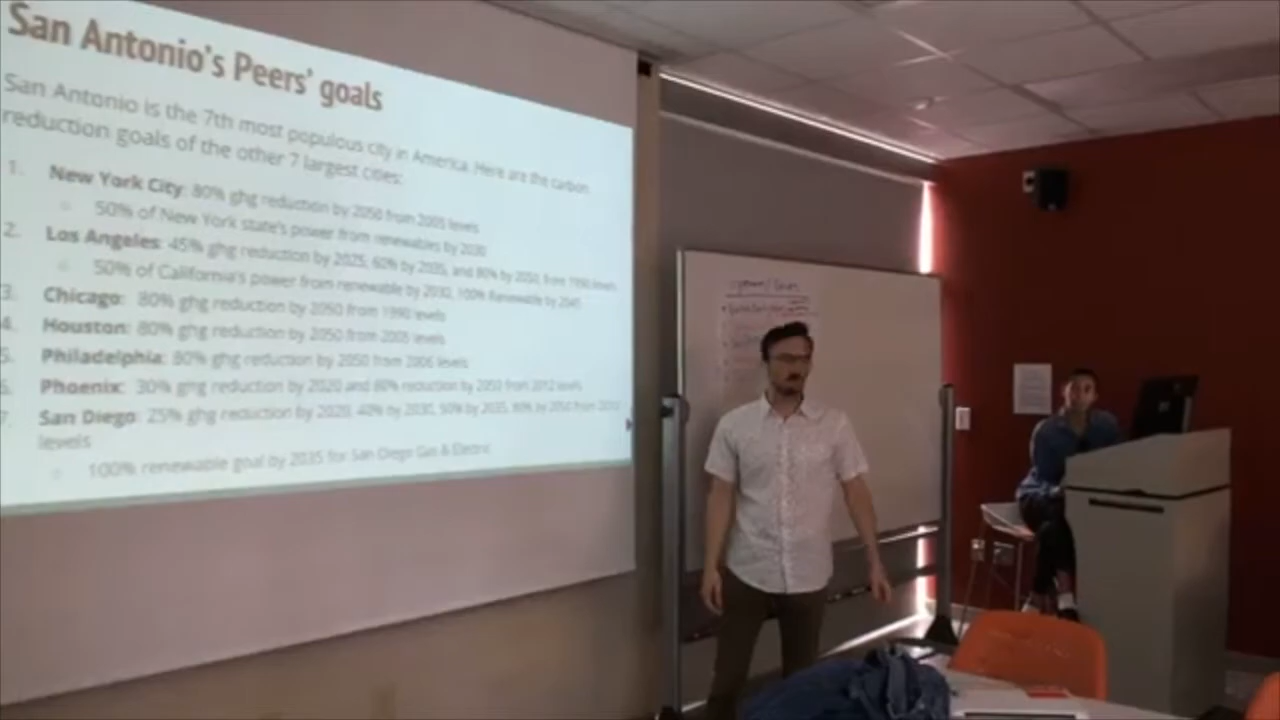 San Antonio's Peers' goals
San Antonio is the 7th most populous city in America. Here are the carbon
reduction goals of the other 7 largest cities:
1. New York City: 80% ghg reduction by 2050 from 2005 levels
○ 50% of New York state's power from renewables by 2030
2. Los Angeles: 45% ghg reduction by 2025, 60% by 2035, and 80% by 2050, from 1990 levels
○ 50% of California's power from renewable by 2030, 100% Renewable by 2045
3. Chicago: 80% ghg reduction by 2050 from 1990 levels
4. Houston: 80% ghg reduction by 2050 from 2005 levels
5. Philadelphia: 80% ghg reduction by 2050 from 2006 levels
6. Phoenix: 30% ghg reduction by 2020 and 80% reduction by 2050 from 2012 levels
7. San Diego: 25% ghg reduction by 2020, 40% by 2030, 50% by 2035, 80% by 2050 from 2010
levels
○ 100% renewable goal by 2035 for San Diego Gas & Electric